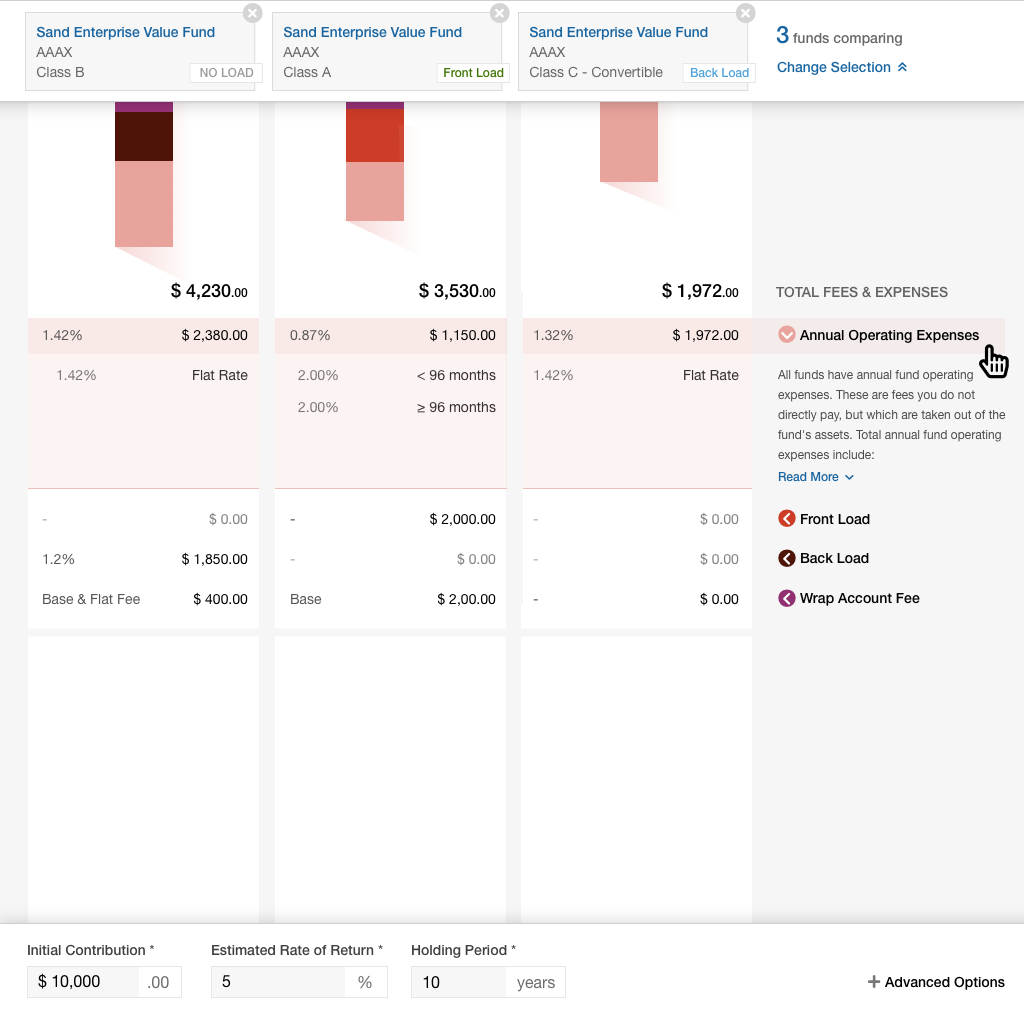 Sand Enterprise Value Fund
AAAX
Class B
NO LOAD
Sand Enterprise Value Fund
AAAX
Class A
Front Load
Sand Enterprise Value Fund
AAAX
Class C - Convertible
Back Load
3 funds comparing
Change Selection
$ 4,230.00
$ 3,530.00
$ 1,972.00
TOTAL FEES & EXPENSES
1.42% $ 2,380.00
0.87% $ 1,150.00
1.32% $ 1,972.00
Annual Operating Expenses
1.42% Flat Rate
2.00% < 96 months
2.00% ≥ 96 months
1.42% Flat Rate
All funds have annual fund operating
expenses. These are fees you do not
directly pay, but which are taken out of the
fund's assets. Total annual fund operating
expenses include:
Read More
- $ 0.00
- $ 2,000.00
- $ 0.00
Front Load
1.2% $ 1,850.00
- $ 0.00
- $ 0.00
Back Load
Base & Flat Fee $ 400.00
Base $ 2,00.00
- $ 0.00
Wrap Account Fee
Initial Contribution *
$ 10,000 .00
Estimated Rate of Return *
5 %
Holding Period *
10 years
+ Advanced Options